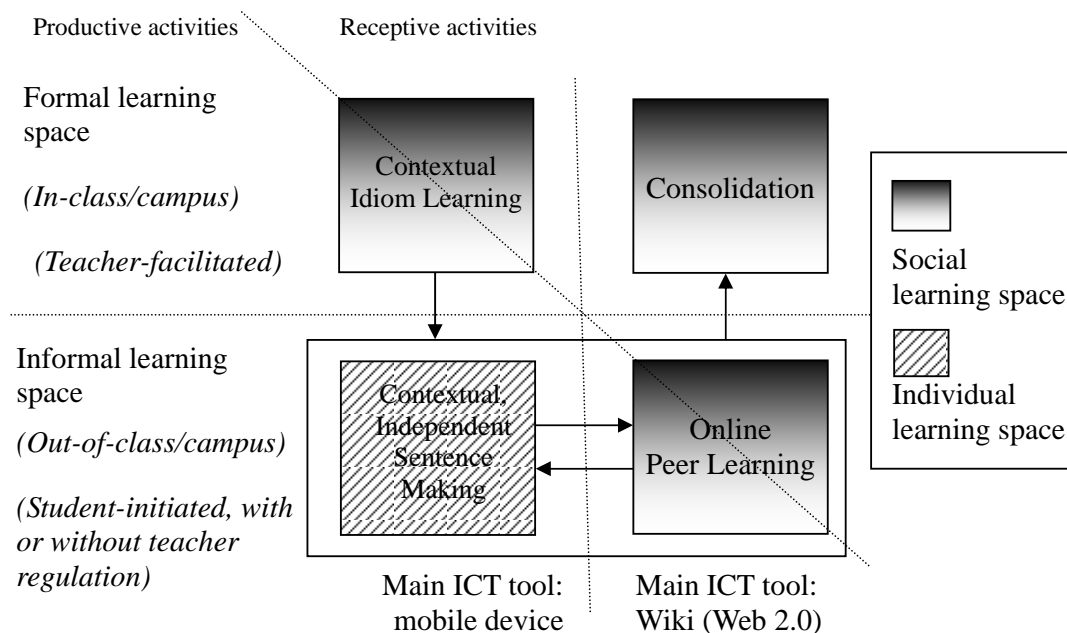 Productive activities
Receptive activities
Formal learning
space
(In-class/campus)
(Teacher-facilitated)
Contextual
Idiom Learning
Consolidation
Social
learning space
Individual
learning space
Informal learning
space
(Out-of-class/campus)
(Student-initiated, with
or without teacher
regulation)
Contextual,
Independent
Sentence
Making
Online
Peer Learning
Main ICT tool:
mobile device
Main ICT tool:
Wiki (Web 2.0)